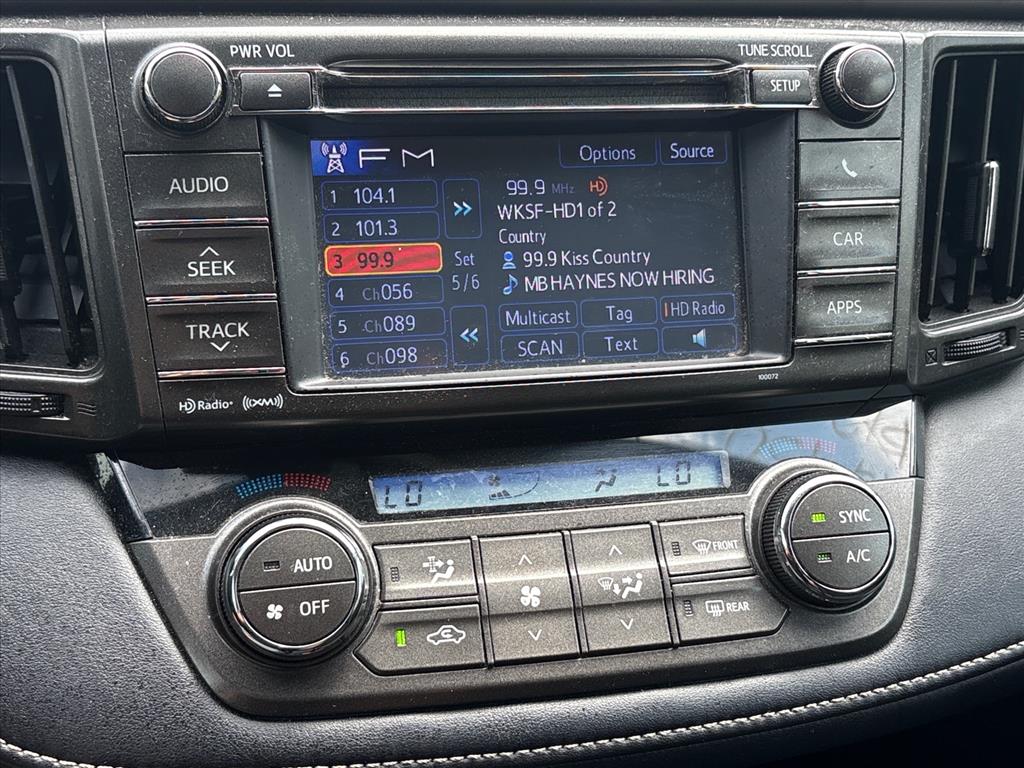 PWR VOL
TUNE SCROLL
SETUP
FM
Options
Source
AUDIO
1 104.1
99.9 MHz HD
WKSF-HD1 of 2
2 101.3
Country
CAR
SEEK
3 99.9
Set
99.9 Kiss Country
5/6
MB HAYNES NOW HIRING
4 Ch056
APPS
TRACK
5 Ch089
Multicast
Tag
HD Radio
6 Ch098
SCAN
Text
100072
HD Radio
((XM))
LO
LO
AUTO
OFF
FRONT
REAR
SYNC
A/C